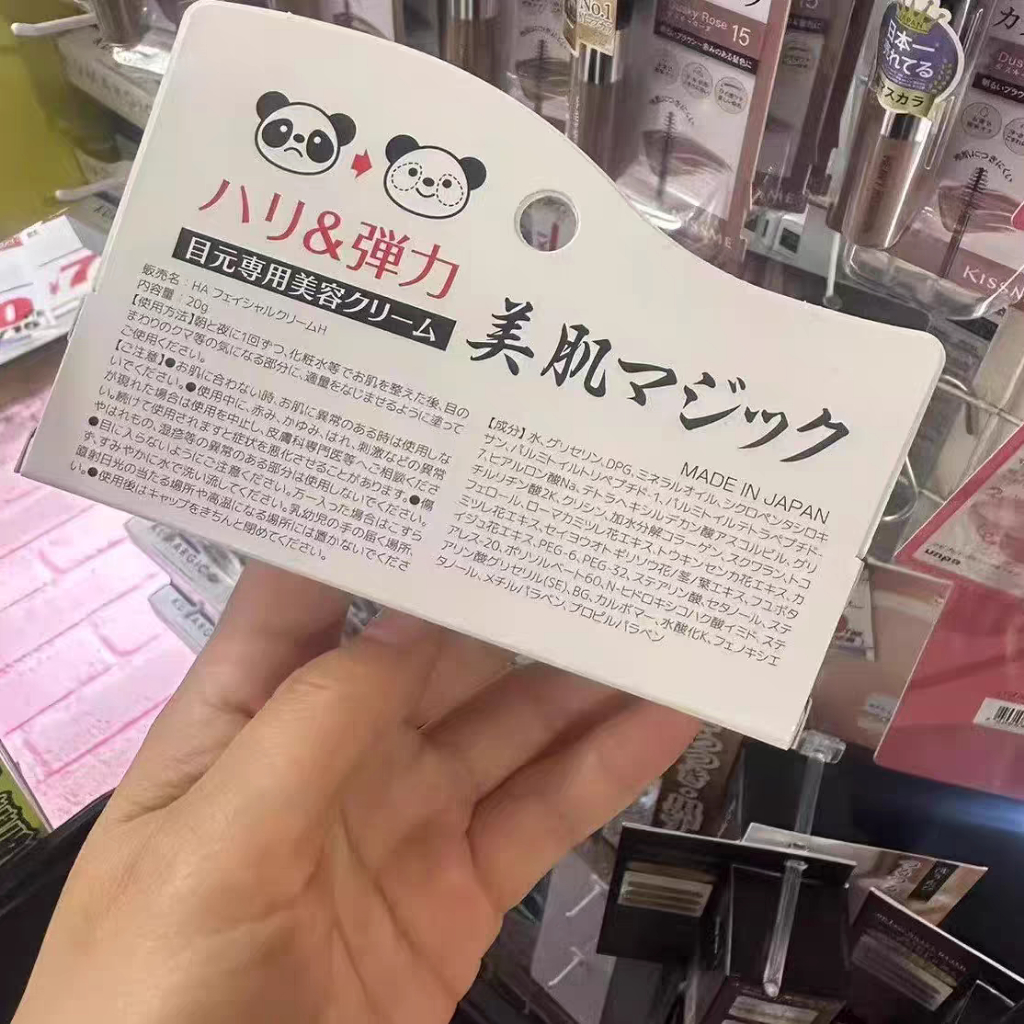 ハリ&弾力
目元専用美容クリーム
美肌マジック
販売名：HA フェイシャルクリームH
内容量：20g
【使用方法】朝と夜に1回ずつ、化粧水等でお肌を整えた後、目の
まわりのクマ等の気になる部分に、適量をなじませるように塗って
ご使用ください。
【ご注意】●お肌に合わない時、お肌に異常のある時は使用しな
いでください。●使用中に、赤み、かゆみ、はれ、刺激などの異常
が現れた場合は使用を中止し、皮膚科専門医等へご相談くださ
い。続けて使用されますと症状を悪化させることがあります。●傷
やはれもの、湿疹等の異常のある部分は使用しないでください。
●目に入らないようにご注意ください。万一入った場合はこすら
ず、すみやかに水で洗い流してください。乳幼児の手の届く場所、
直射日光の当たる場所や高温になる場所には置かないでくださ
い。●使用後はキャップをきちんと閉めてください。
MADE IN JAPAN
【成分】水、グリセリン、DPG、ミネラルオイル、シクロペンタシロキ
サン、パルミトイルトリペプチド-1、パルミトイルテトラペプチド-
7、ヒアルロン酸Na、テトラヘキシルデカン酸アスコルビル、グリ
チルリチン酸2K、クリシン、加水分解コラーゲン、スクワラン、トコ
フェロール、ローマカミツレ花エキス、トウキンセンカ花エキス、カ
ミツレ花エキス、セイヨウオトギリソウ花/茎/葉エキス、フユボダ
イジュ花エキス、PEG-6、PEG-32、ステアリン酸、セタノール、ステ
アレス-20、ポリソルベート60、N-ヒドロキシコハク酸イミド、ステ
アリン酸グリセリル(SE)、BG、カルボマー、水酸化K、フェノキシエ
タノール、メチルパラベン、プロピルパラベン
No.1
Dusky Rose 15
日本一
売れてる
マスカラ
KISSN
unpa